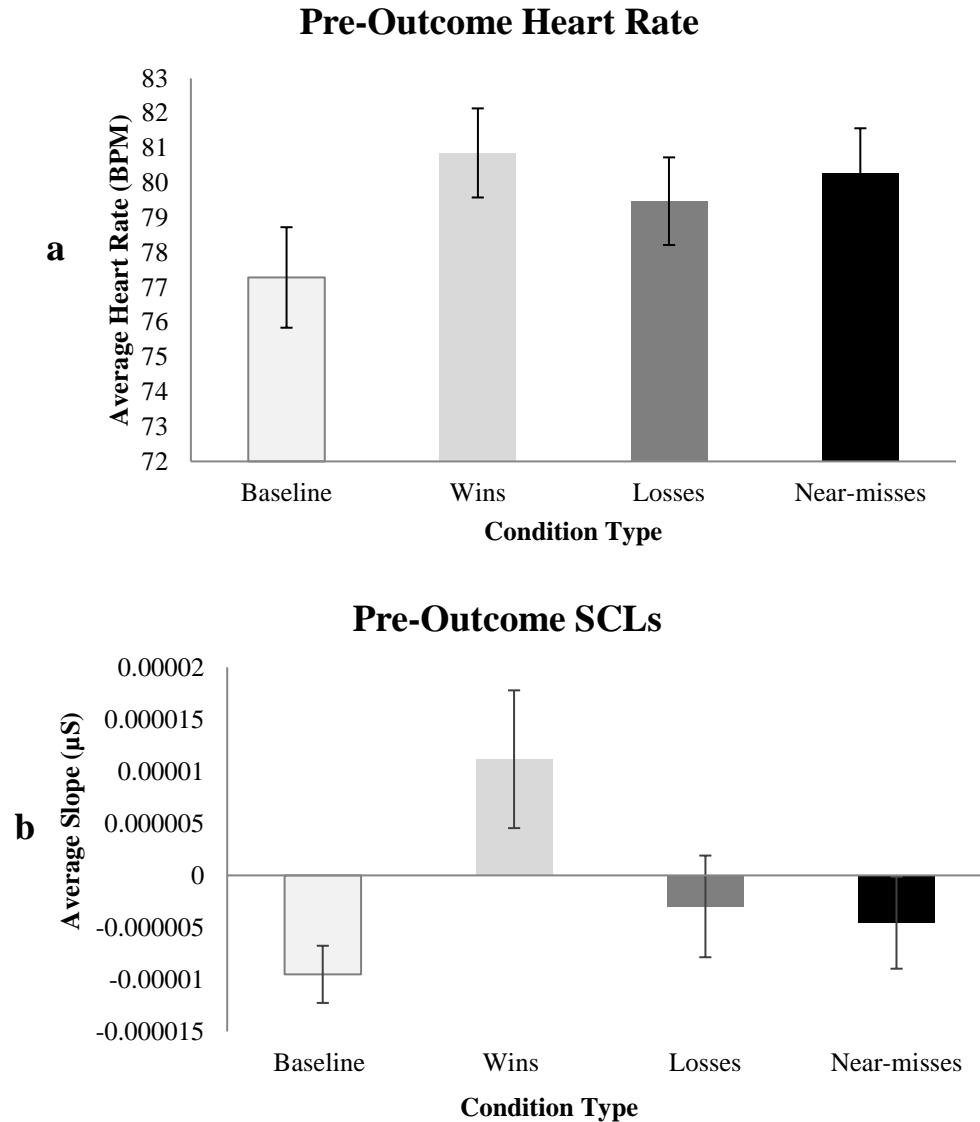 Pre-Outcome Heart Rate
a
Average Heart Rate (BPM)
83
82
81
80
79
78
77
76
75
74
73
72
Baseline Wins Losses Near-misses
Condition Type
Pre-Outcome SCLs
b
Average Slope (µS)
0.00002
0.000015
0.00001
0.000005
0
-0.000005
-0.00001
-0.000015
Baseline Wins Losses Near-misses
Condition Type